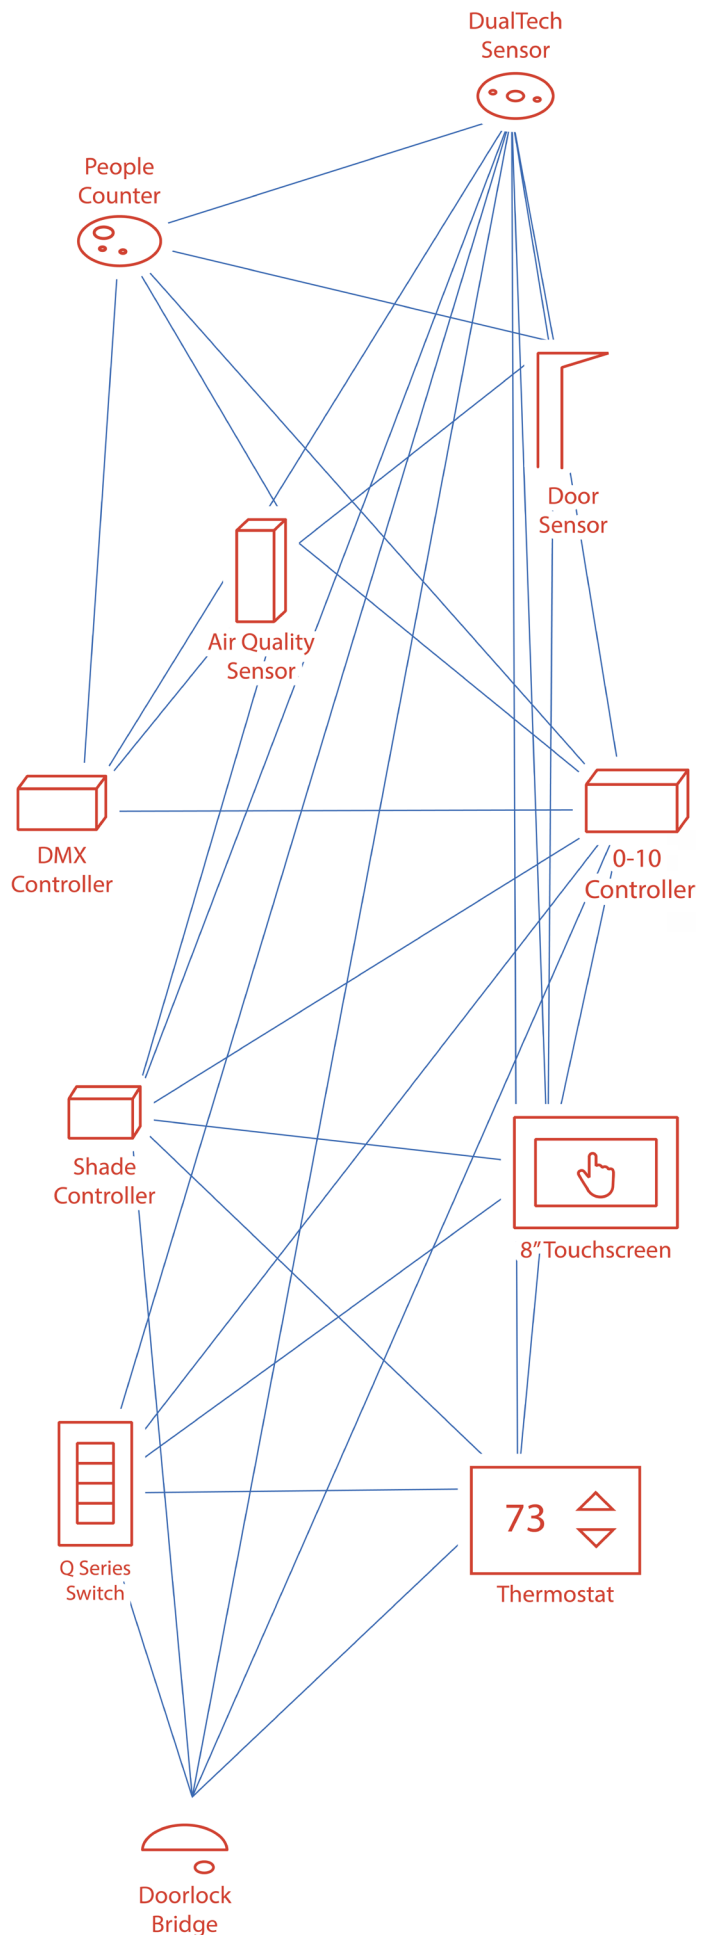 DualTech
Sensor
People
Counter
Door
Sensor
Air Quality
Sensor
DMX
Controller
0-10
Controller
Shade
Controller
8” Touchscreen
73
Q Series
Switch
Thermostat
Doorlock
Bridge